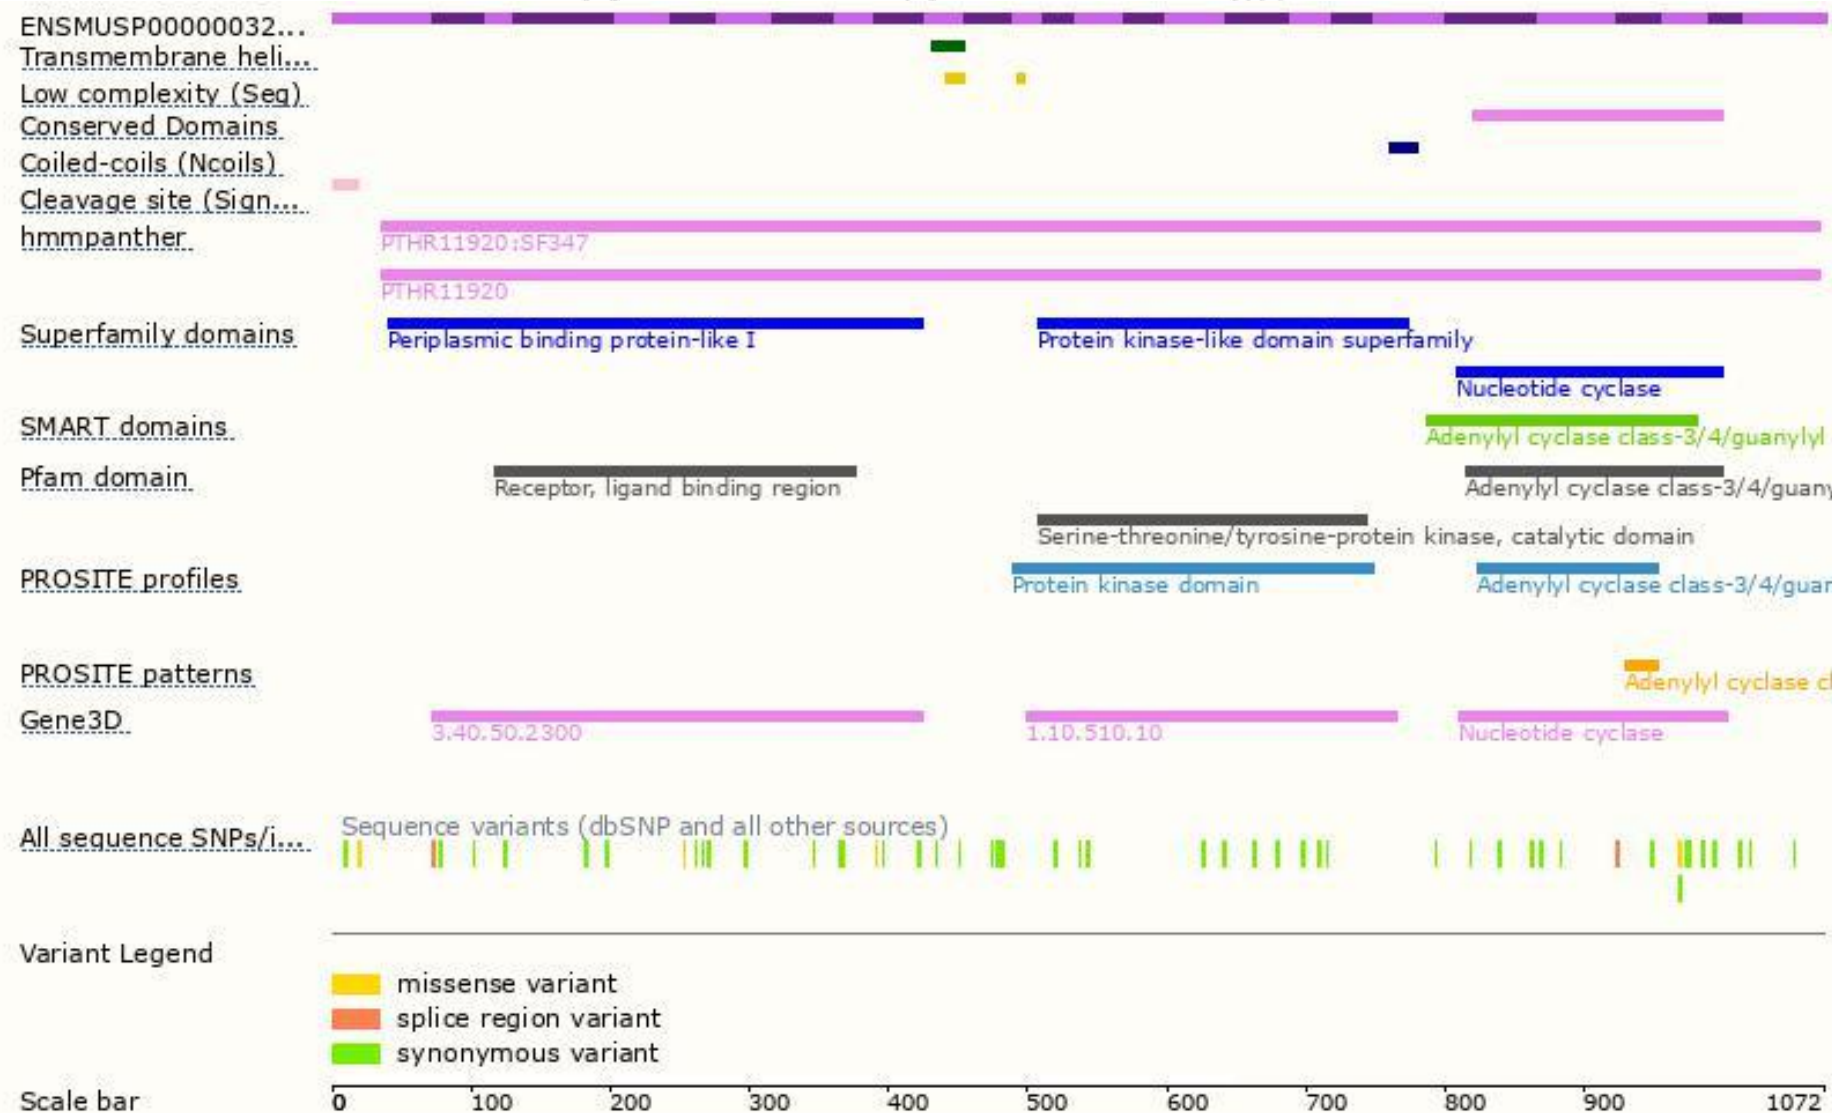 ENSMUSP00000032...
Transmembrane heli...
Low complexity (Seg)
Conserved Domains
Coiled-coils (Ncoils)
Cleavage site (Sign...
hmmpanther
PTHR11920:SF347
PTHR11920
Superfamily domains
Periplasmic binding protein-like I
Protein kinase-like domain superfamily
Nucleotide cyclase
SMART domains
Adenylyl cyclase class-3/4/guanylyl
Pfam domain
Receptor, ligand binding region
Adenylyl cyclase class-3/4/guany
Serine-threonine/tyrosine-protein kinase, catalytic domain
PROSITE profiles
Protein kinase domain
Adenylyl cyclase class-3/4/guar
PROSITE patterns
Adenylyl cyclase cl
Gene3D
3.40.50.2300
1.10.510.10
Nucleotide cyclase
All sequence SNPs/i...
Sequence variants (dbSNP and all other sources)
Variant Legend
missense variant
splice region variant
synonymous variant
Scale bar
0 100 200 300 400 500 600 700 800 900 1072